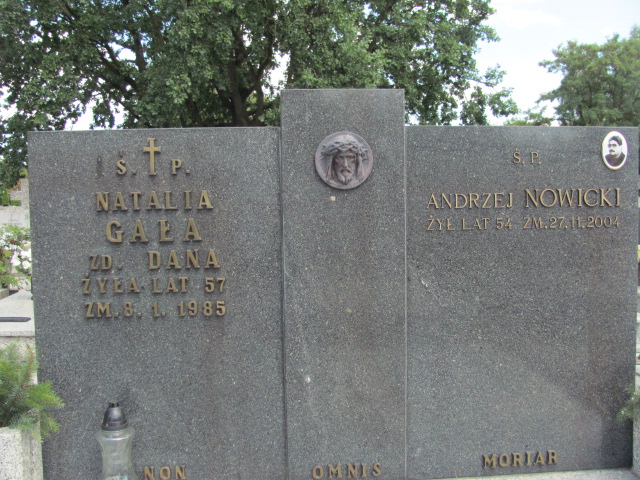 Ś. P.
NATALIA
GAŁA
ZD. DANA
ŻYŁA LAT 57
ZM. 8. 1. 1985
Ś. P.
ANDRZEJ NOWICKI
ŻYŁ LAT 54 ZM. 27.11.2004
NON OMNIS MORIAR